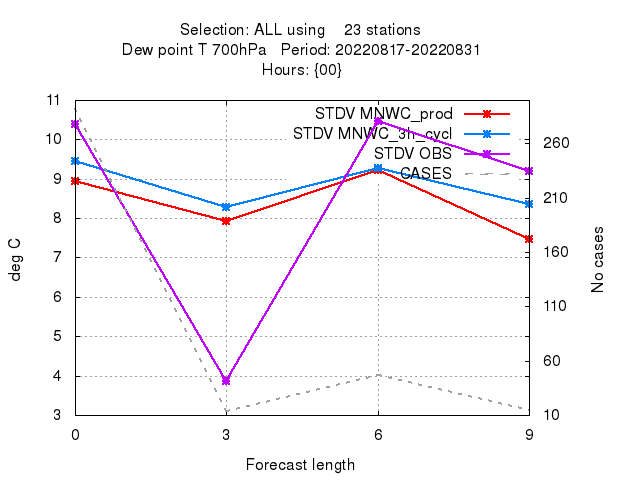 Selection: ALL using    23 stations
Dew point T 700hPa   Period: 20220817-20220831
Hours: {00}
STDV MNWC_prod
STDV MNWC_3h_cycl
STDV OBS
CASES
11
10
9
8
7
6
5
4
3
deg C
260
210
160
110
60
10
No cases
0 3 6 9
Forecast length